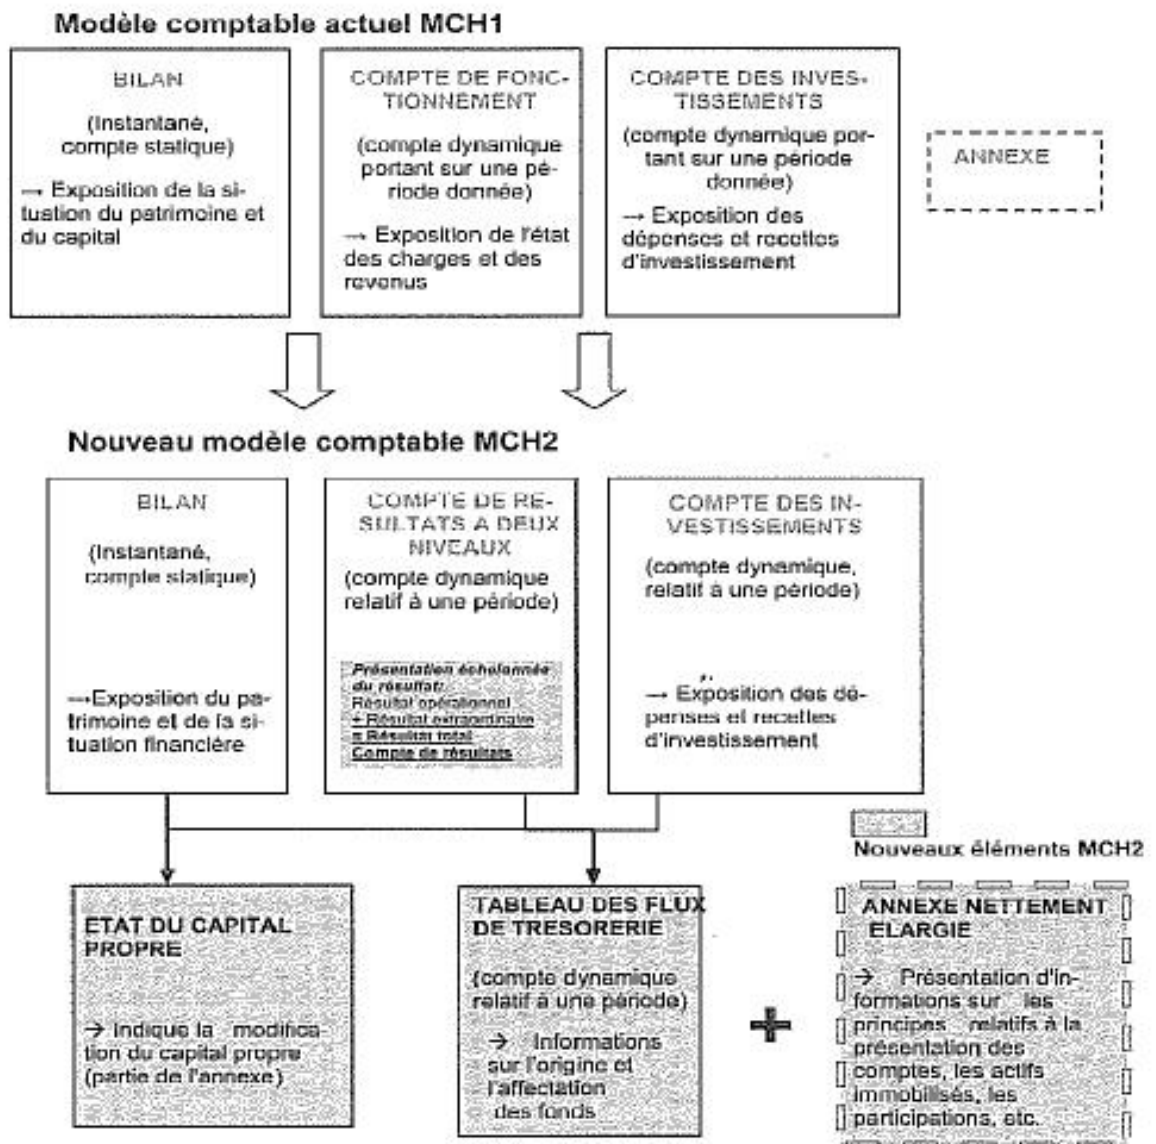 Modèle comptable actuel MCH1
BILAN
(Instantané,
compte statique)
→ Exposition de la si-
tuation du patrimoine et
du capital
COMPTE DE FONC-
TIONNEMENT
(compte dynamique
portant sur une pé-
riode donnée)
→ Exposition de l'état
des charges et des
revenus
COMPTE DES INVES-
TISSEMENTS
(compte dynamique por-
tant sur une période
donnée)
→ Exposition des
dépenses et recettes
d'investissement
ANNEXE
Nouveau modèle comptable MCH2
BILAN
(Instantané,
compte statique)
→Exposition du pa-
trimoine et de la si-
tuation financière
COMPTE DE RE-
SULTATS A DEUX
NIVEAUX
(compte dynamique
relatif à une période)
Présentation échelonnée
du résultat:
Résultat opérationnel
+ Résultat extraordinaire
= Résultat total
Compte de résultats
COMPTE DES IN-
VESTISSEMENTS
(compte dynamique,
relatif à une période)
→ Exposition des dé-
penses et recettes
d'investissement
Nouveaux éléments MCH2
ETAT DU CAPITAL
PROPRE
→ Indique la modifica-
tion du capital propre
(partie de l'annexe)
TABLEAU DES FLUX
DE TRESORERIE
(compte dynamique
relatif à une période)
→ Informations
sur l'origine et
l'affectation
des fonds
ANNEXE NETTEMENT
ELARGIE
→ Présentation d'in-
formations sur les
principes relatifs à la
présentation des
comptes, les actifs
immobilisés, les
participations, etc.